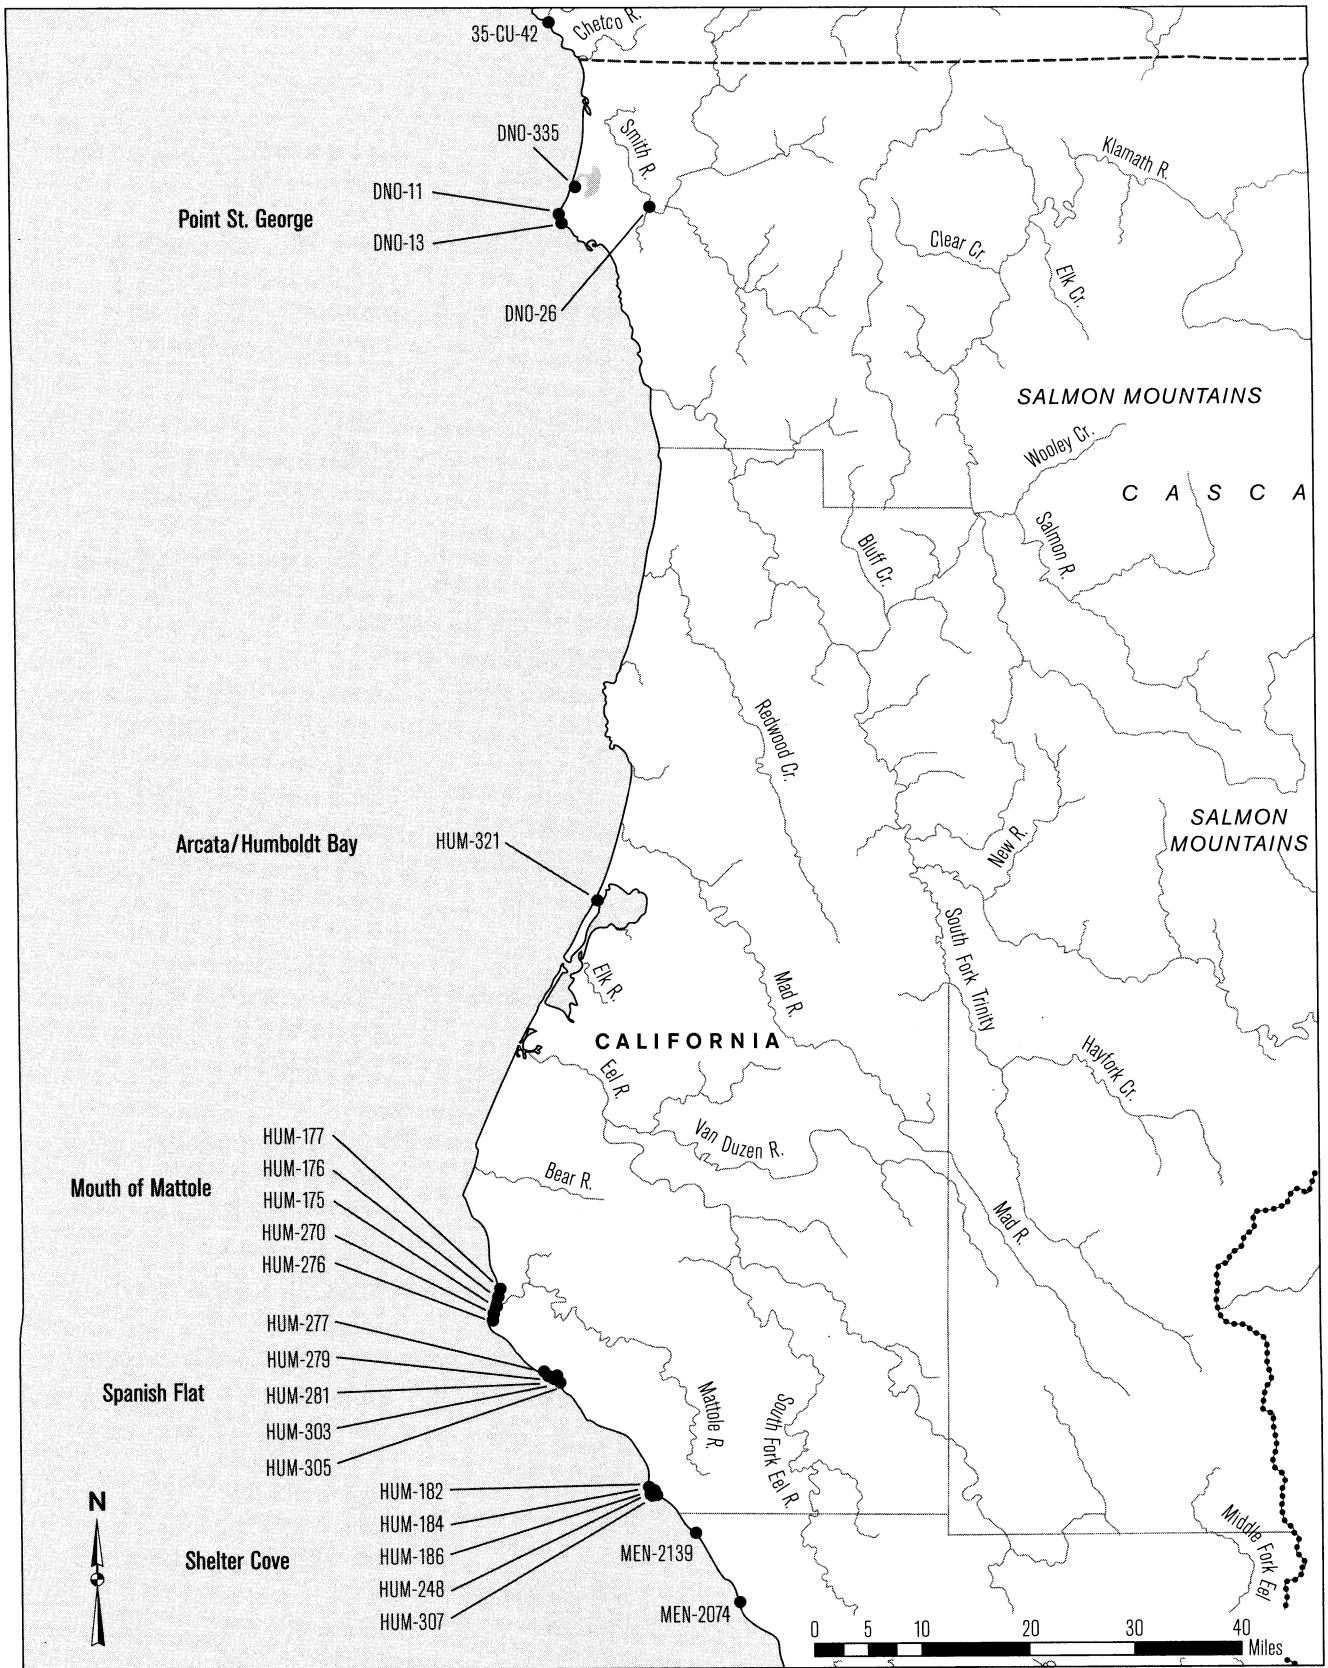 35-CU-42
Chetco R.
DNO-335
Smith R.
Klamath R.
DNO-11
Point St. George
DNO-13
Clear Cr.
Elk Cr.
DNO-26
SALMON MOUNTAINS
Wooley Cr.
CASCA
Salmon R.
Bluff Cr.
Redwood Cr.
SALMON
MOUNTAINS
Arcata/Humboldt Bay
HUM-321
New R.
South Fork Trinity
Elk R.
Mad R.
CALIFORNIA
Eel R.
Hayfork Cr.
HUM-177
Van Duzen R.
HUM-176
Bear R.
Mouth of Mattole
HUM-175
Mad R.
HUM-270
HUM-276
HUM-277
HUM-279
Spanish Flat
HUM-281
Mattole R.
South Fork Eel R.
HUM-303
HUM-305
HUM-182
N
HUM-184
Middle Fork Eel
HUM-186
Shelter Cove
MEN-2139
HUM-248
HUM-307
MEN-2074
0 5 10 20 30 40
Miles